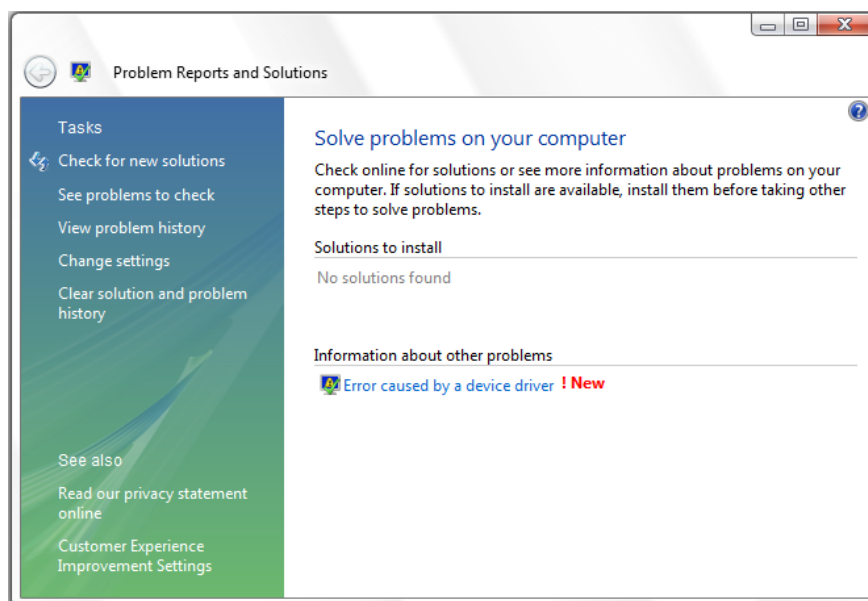 Problem Reports and Solutions
Tasks
Check for new solutions
See problems to check
View problem history
Change settings
Clear solution and problem
history
See also
Read our privacy statement
online
Customer Experience
Improvement Settings
Solve problems on your computer
Check online for solutions or see more information about problems on your
computer. If solutions to install are available, install them before taking other
steps to solve problems.
Solutions to install
No solutions found
Information about other problems
Error caused by a device driver ! New